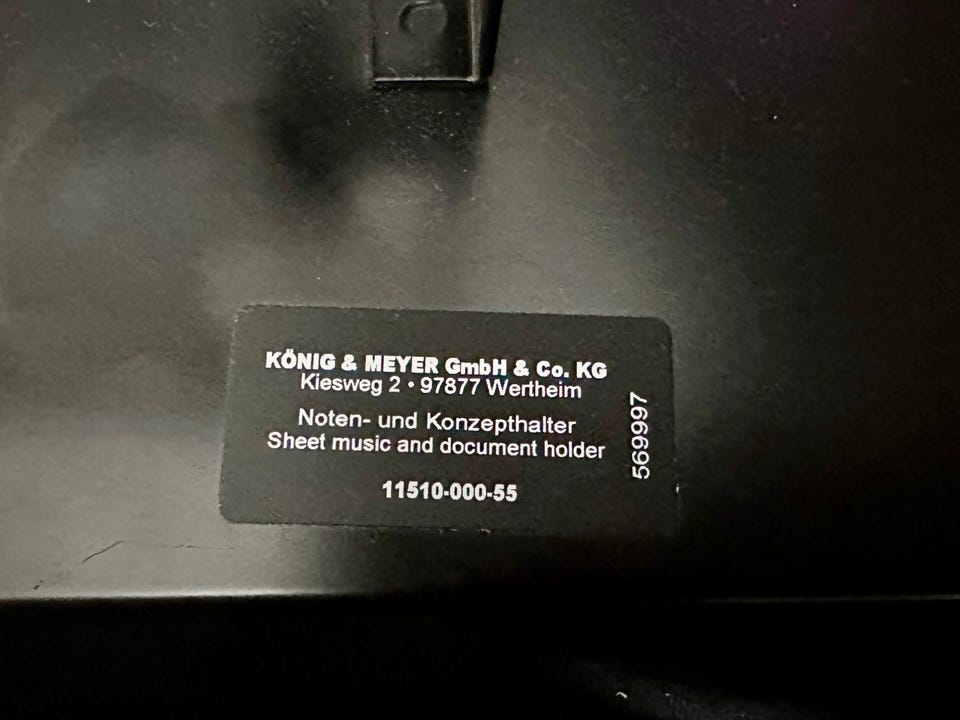 KÖNIG & MEYER GmbH & Co. KG
Kiesweg 2 • 97877 Wertheim
Noten- und Konzepthalter
Sheet music and document holder
11510-000-55
569997